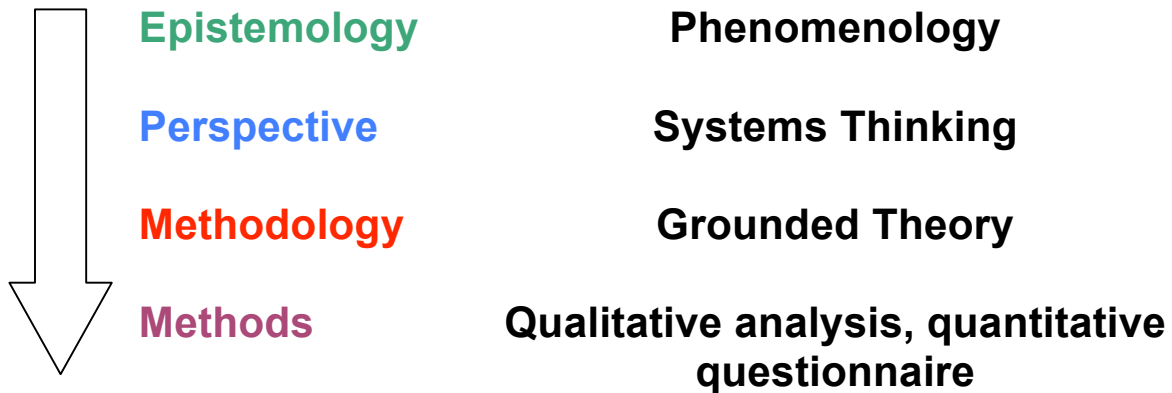 Epistemology Phenomenology
Perspective Systems Thinking
Methodology Grounded Theory
Methods Qualitative analysis, quantitative
questionnaire